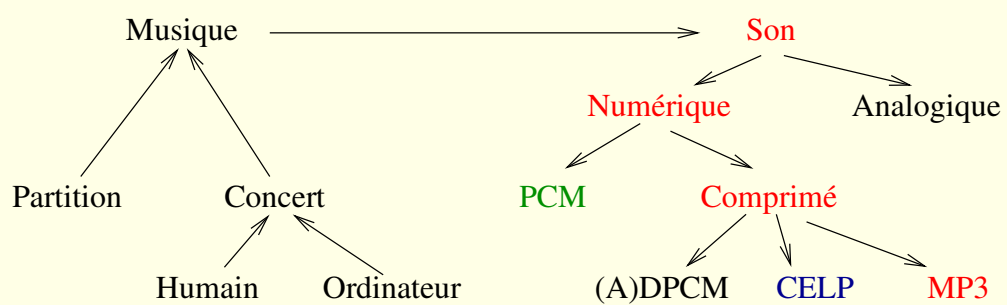 Musique Son
Numérique Analogique
Partition Concert PCM Comprimé
Humain Ordinateur (A)DPCM CELP MP3